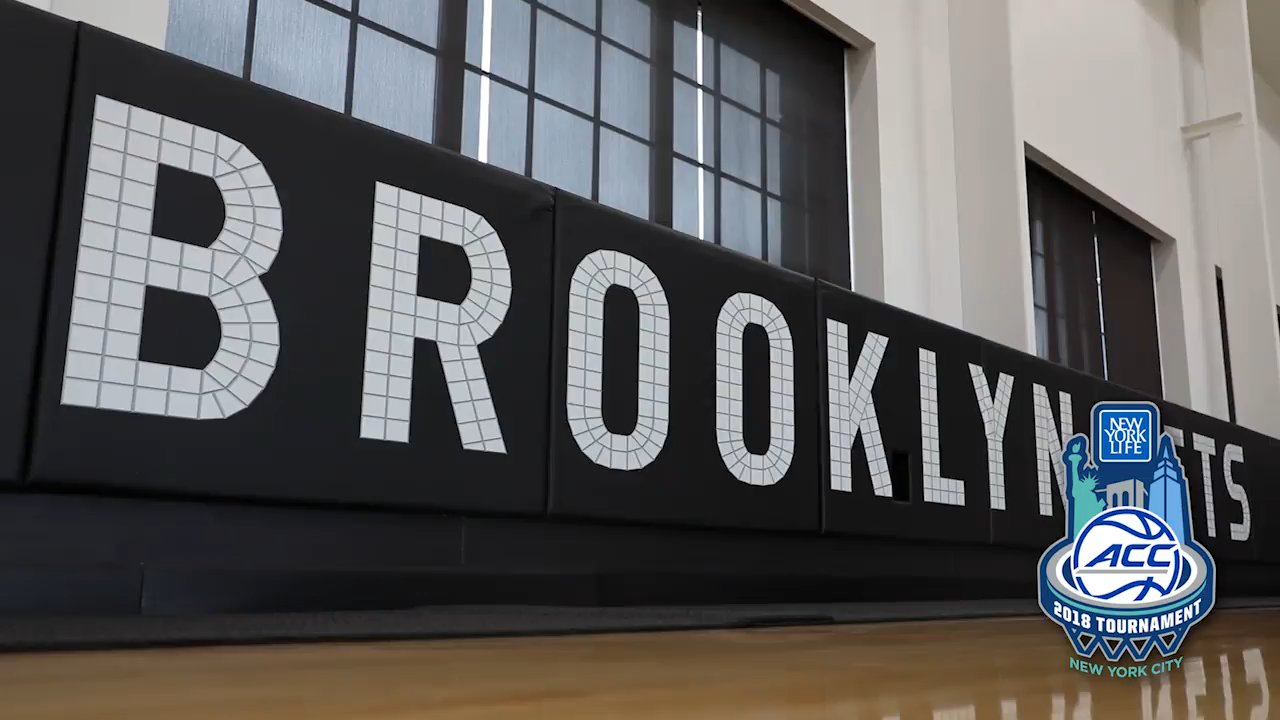 BROOKLYN
NEW
YORK
LIFE
ACC
2018 TOURNAMENT
NEW YORK CITY